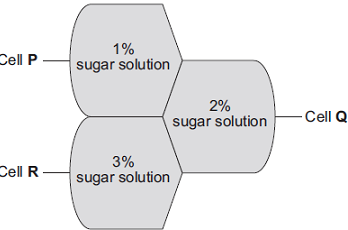 1%
sugar solution
Cell P
2%
sugar solution
Cell Q
3%
sugar solution
Cell R